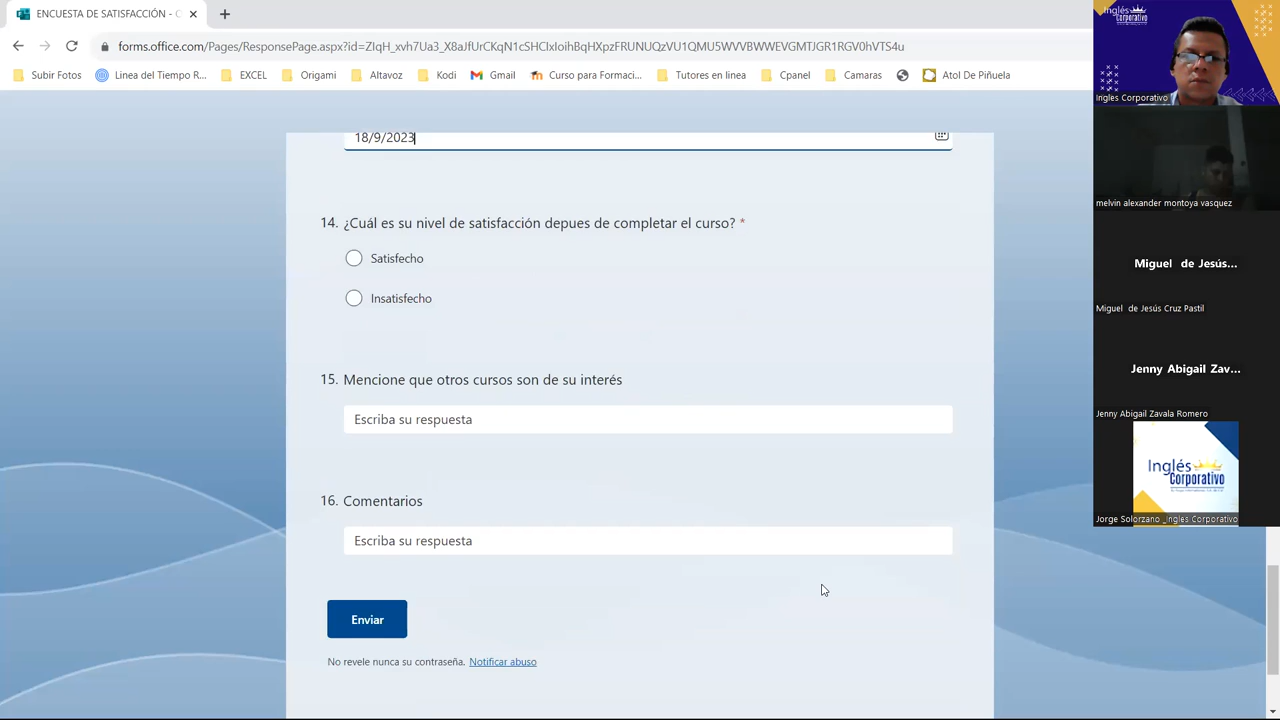 ENCUESTA DE SATISFACCIÓN - C
forms.office.com/Pages/ResponsePage.aspx?id=ZIqH_xvh7Ua3_X8aJfUrCKqN1cSHCIxIoIhBqHXpzFRUNUQzVU1QMU5WVVBWWEVGMTJGR1RGV0hVTS4u
Subir Fotos
Linea del Tiempo R...
EXCEL
Origami
Altavoz
Kodi
Gmail
Curso para Formaci...
Tutores en linea
Cpanel
Camaras
Atol De Piñuela
18/9/2023
14. ¿Cuál es su nivel de satisfacción depues de completar el curso? *
Satisfecho
Insatisfecho
15. Mencione que otros cursos son de su interés
Escriba su respuesta
16. Comentarios
Escriba su respuesta
Enviar
No revele nunca su contraseña. Notificar abuso
Inglés
Corporativo
Ingles Corporativo
melvin alexander montoya vasquez
Miguel de Jesús...
Miguel de Jesús Cruz Pastil
Jenny Abigail Zav...
Jenny Abigail Zavala Romero
Inglés
Corporativo
Jorge Solorzano _Ingles Corporativo